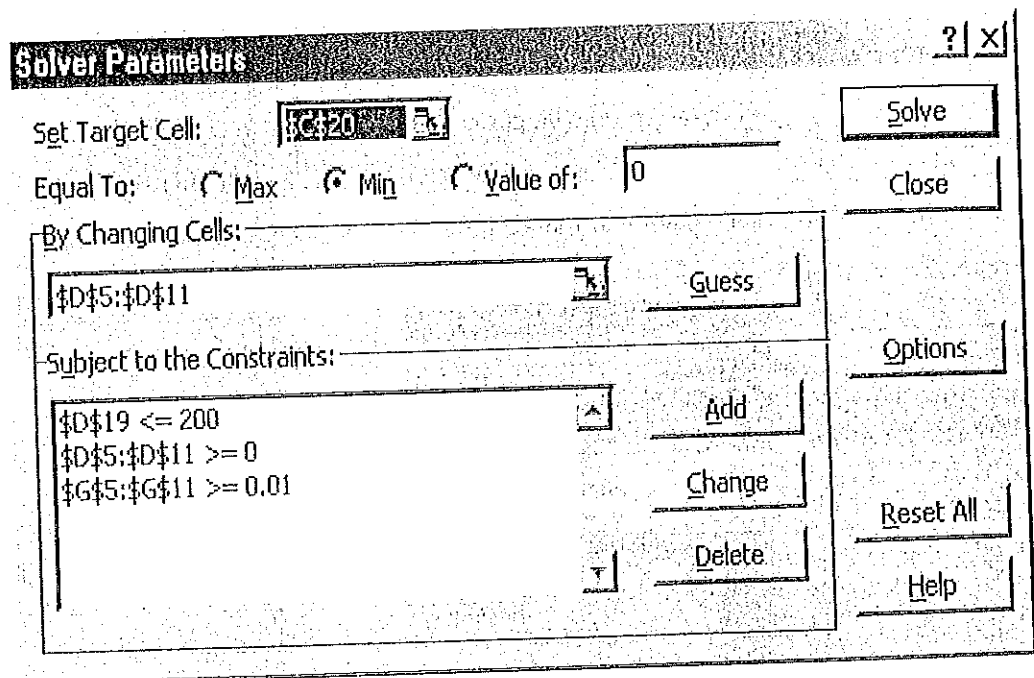 Solver Parameters ? X
Set Target Cell: $C$20 Solve
Equal To: Max Min Value of: 0 Close
By Changing Cells:
$D$5:$D$11 Guess
Subject to the Constraints: Options
$D$19 <= 200 Add
$D$5:$D$11 >= 0
$G$5:$G$11 >= 0.01 Change
Reset All
Delete
Help